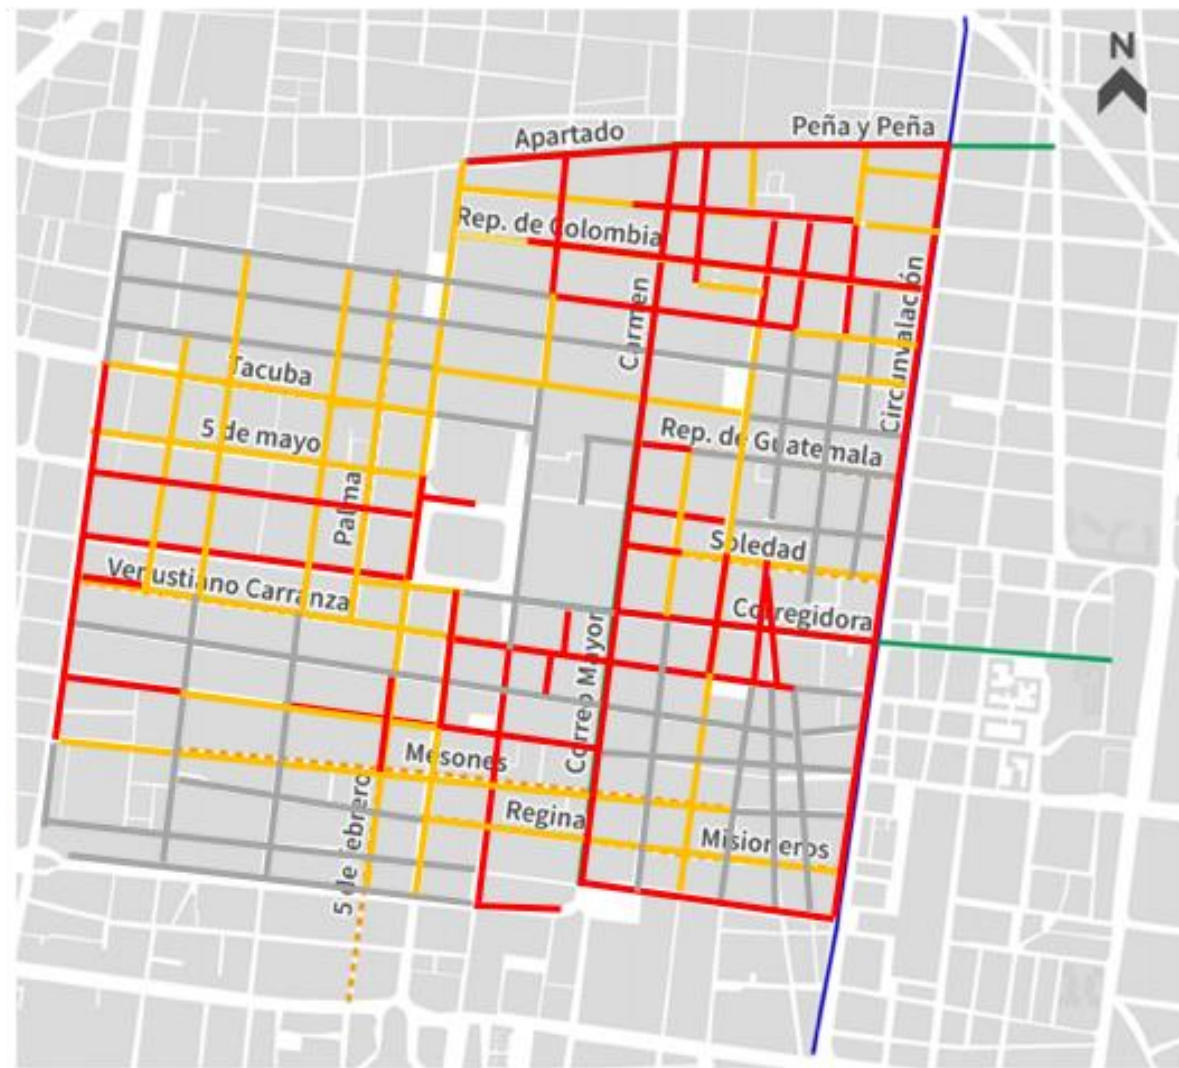 N
Apartado
Peña y Peña
Rep. de Colombia
Carmen
Circunvalación
Tacuba
5 de mayo
Rep. de Guatemala
Palma
Soledad
Venustiano Carranza
Corregidora
Correo Mayor
Mesones
Regina
Misioneros
5 de febrero